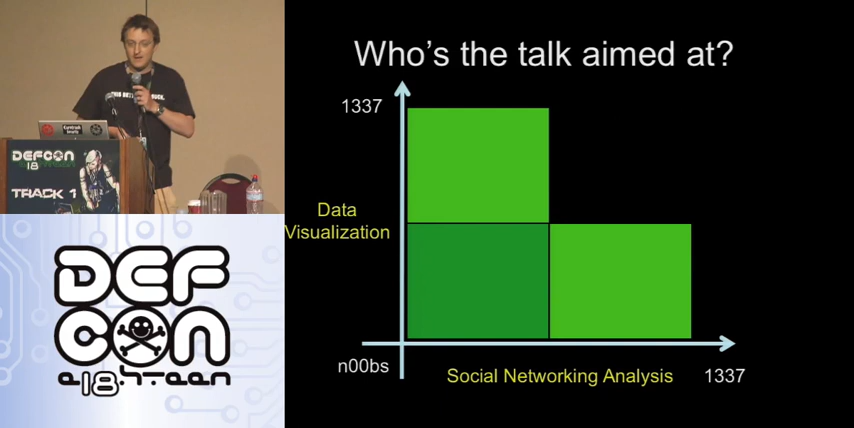 Who's the talk aimed at?
1337
Data
Visualization
n00bs
Social Networking Analysis
1337
DEFCON
18
TRACK 1
DEF
CON
e18hteen